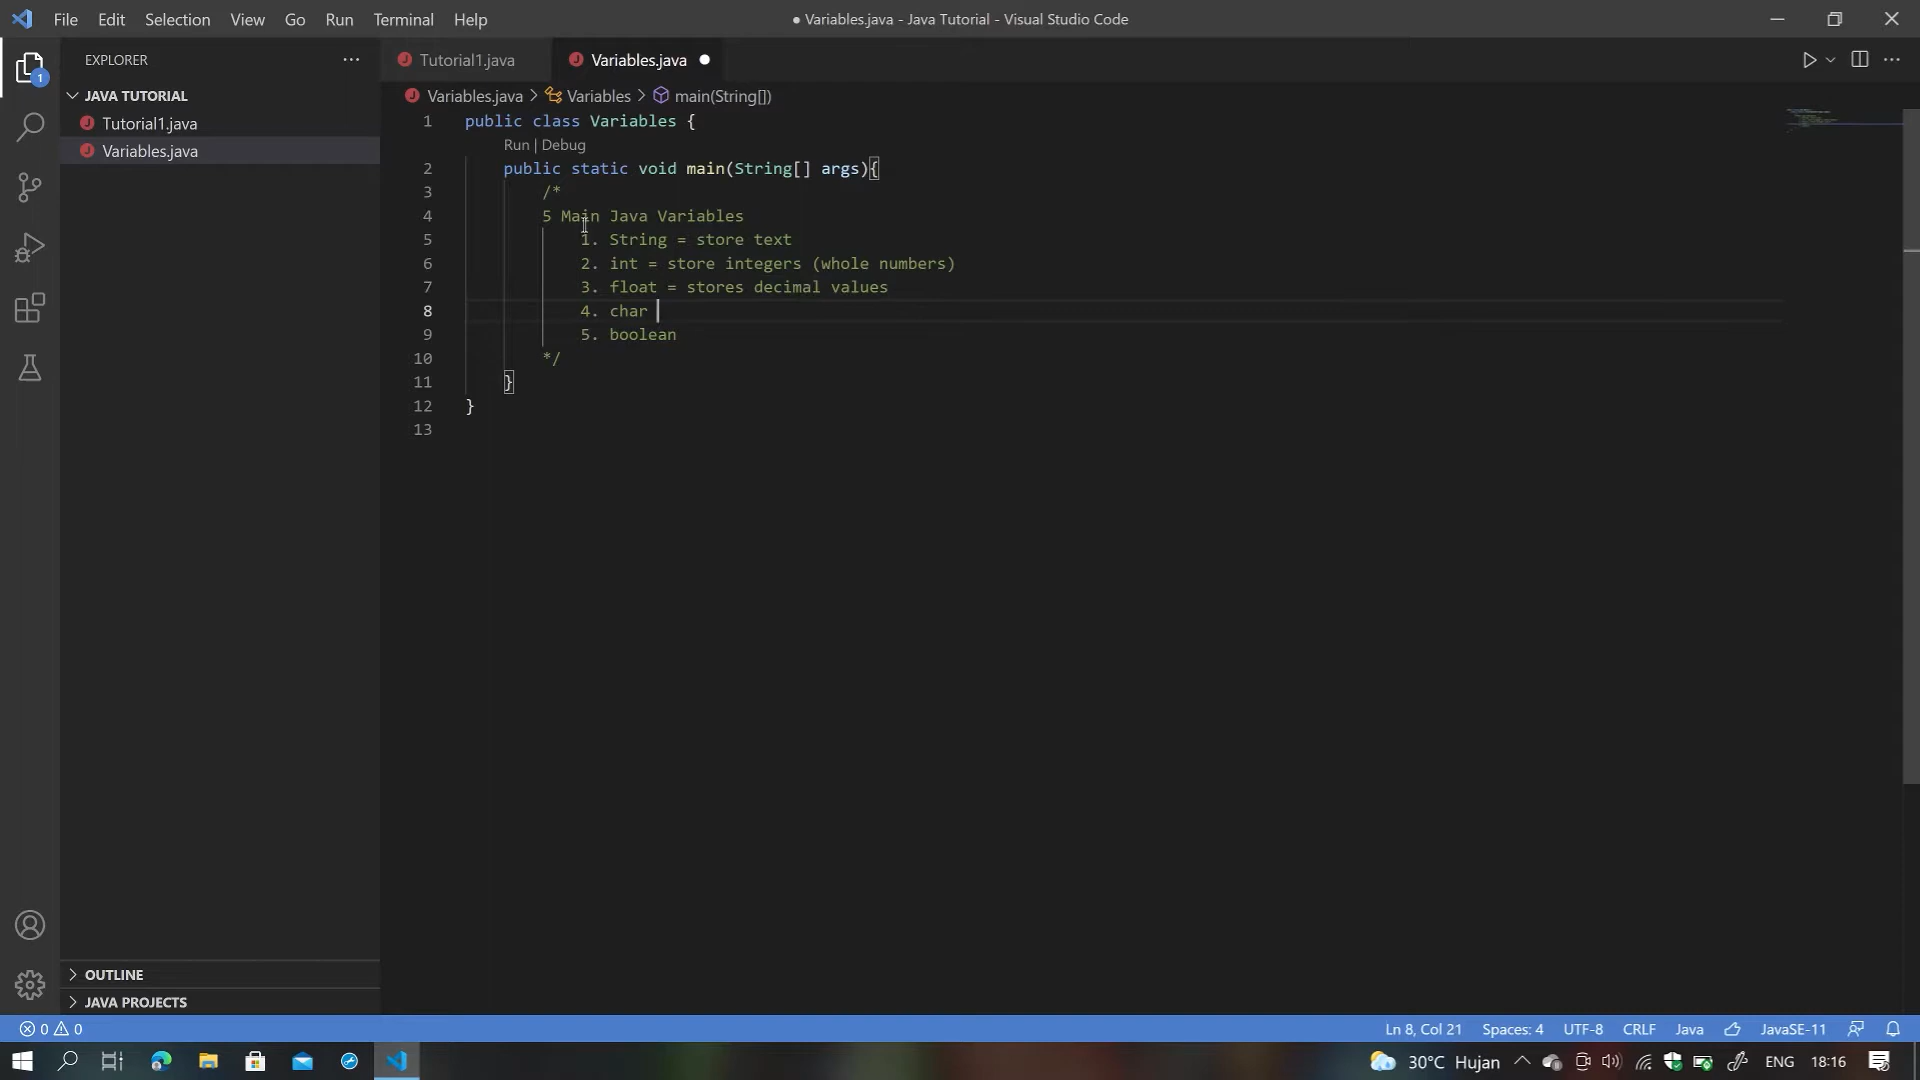 File Edit Selection View Go Run Terminal Help
● Variables.java - Java Tutorial - Visual Studio Code
EXPLORER
Tutorial1.java
Variables.java
1
JAVA TUTORIAL
Tutorial1.java
Variables.java
Variables.java > Variables > main(String[])
1 public class Variables {
Run | Debug
2 public static void main(String[] args){
3 /*
4 5 Main Java Variables
5 1. String = store text
6 2. int = store integers (whole numbers)
7 3. float = stores decimal values
8 4. char
9 5. boolean
10 */
11 }
12 }
13
OUTLINE
JAVA PROJECTS
0 0
Ln 8, Col 21 Spaces: 4 UTF-8 CRLF Java JavaSE-11
30°C Hujan ENG 18:16